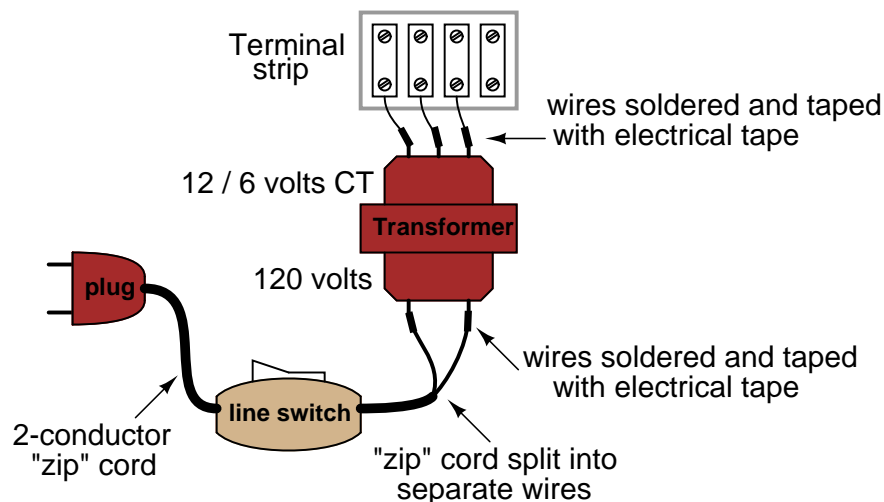 Terminal
strip
wires soldered and taped
with electrical tape
12 / 6 volts CT
Transformer
120 volts
plug
wires soldered and taped
with electrical tape
line switch
2-conductor
"zip" cord
"zip" cord split into
separate wires